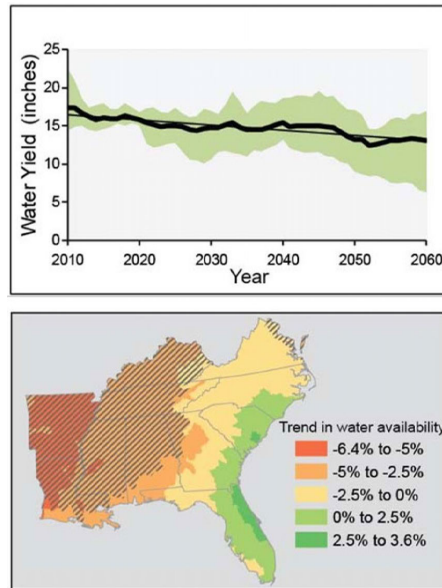 25
20
15
10
5
0
Water Yield (inches)
2010
2020
2030
2040
2050
2060
Year
Trend in water availability
-6.4% to -5%
-5% to -2.5%
-2.5% to 0%
0% to 2.5%
2.5% to 3.6%